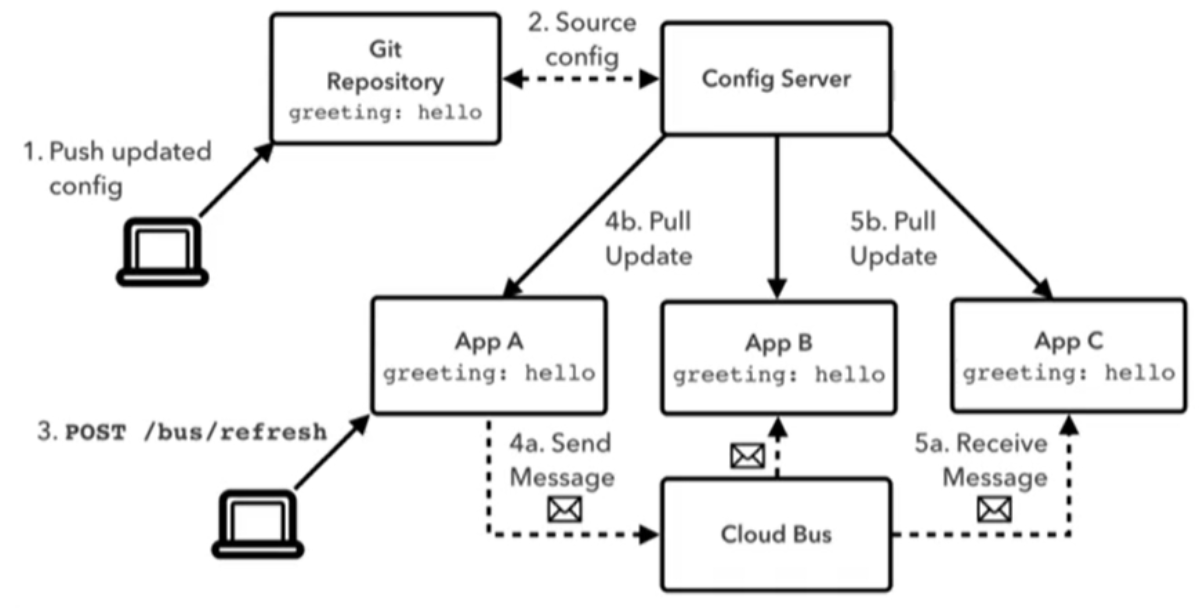 Git
Repository
greeting: hello
2. Source
config
Config Server
1. Push updated
config
4b. Pull
Update
5b. Pull
Update
App A
greeting: hello
App B
greeting: hello
App C
greeting: hello
3. POST /bus/refresh
4a. Send
Message
5a. Receive
Message
Cloud Bus